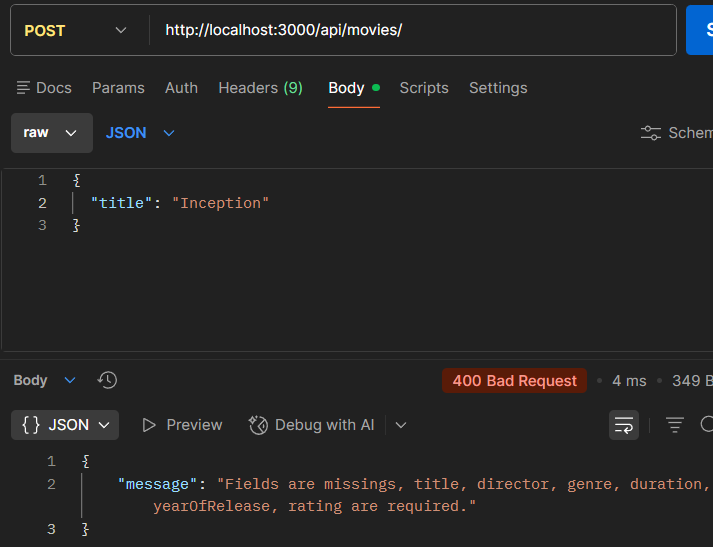 POST http://localhost:3000/api/movies/ S
Docs Params Auth Headers (9) Body Scripts Settings
raw JSON Schem
1 {
2 "title": "Inception"
3 }
Body 400 Bad Request 4 ms 349 B
{} JSON Preview Debug with AI
1 {
2 "message": "Fields are missings, title, director, genre, duration,
yearOfRelease, rating are required."
3 }